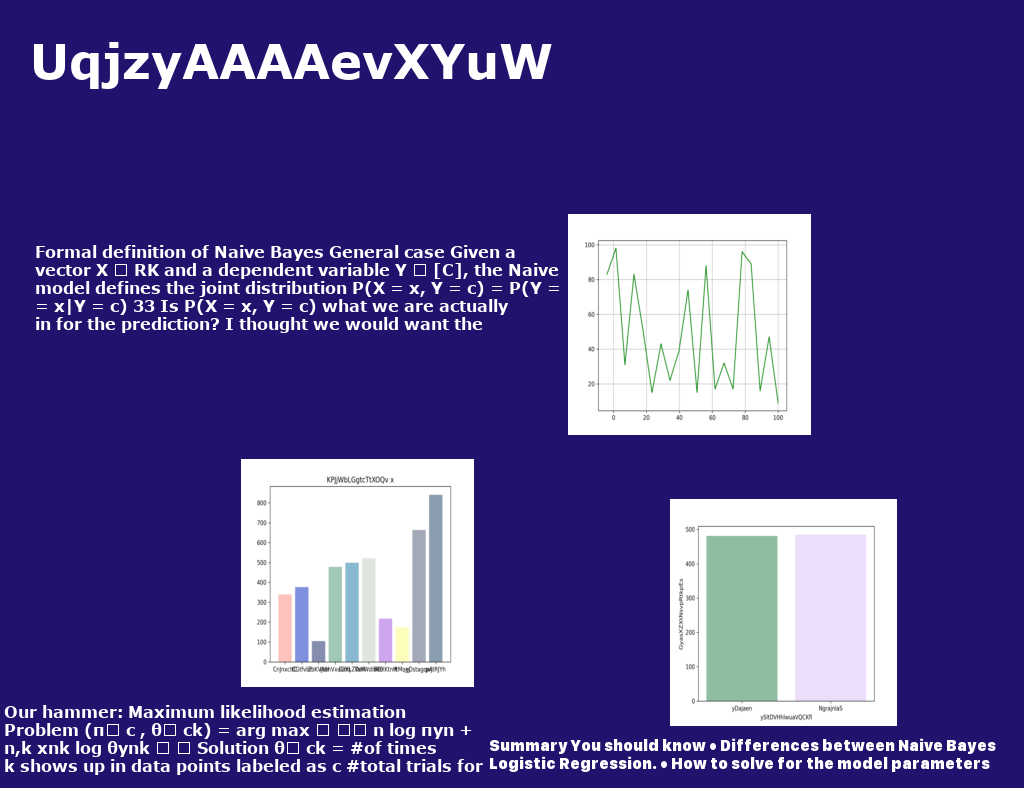 UqjzyAAAAevXYuW
Formal definition of Naive Bayes General case Given a
vector X □ RK and a dependent variable Y □ [C], the Naive
model defines the joint distribution P(X = x, Y = c) = P(Y =
= x|Y = c) 33 Is P(X = x, Y = c) what we are actually
in for the prediction? I thought we would want the
100
80
60
40
20
0 20 40 60 80 100
KPJjWbLGgtcTtXOQv x
800
700
600
500
400
300
200
100
0
500
400
300
200
100
0
GyasXZXtNsvpRtkpEs
yDajaen NgrajnlaS
ySltDVHhIwuaVQCKfl
Our hammer: Maximum likelihood estimation
Problem (π□ c , θ□ ck) = arg max □ □□ n log πyn +
n,k xnk log θynk □ □ Solution θ□ ck = #of times
k shows up in data points labeled as c #total trials for
Summary You should know • Differences between Naive Bayes
Logistic Regression. • How to solve for the model parameters